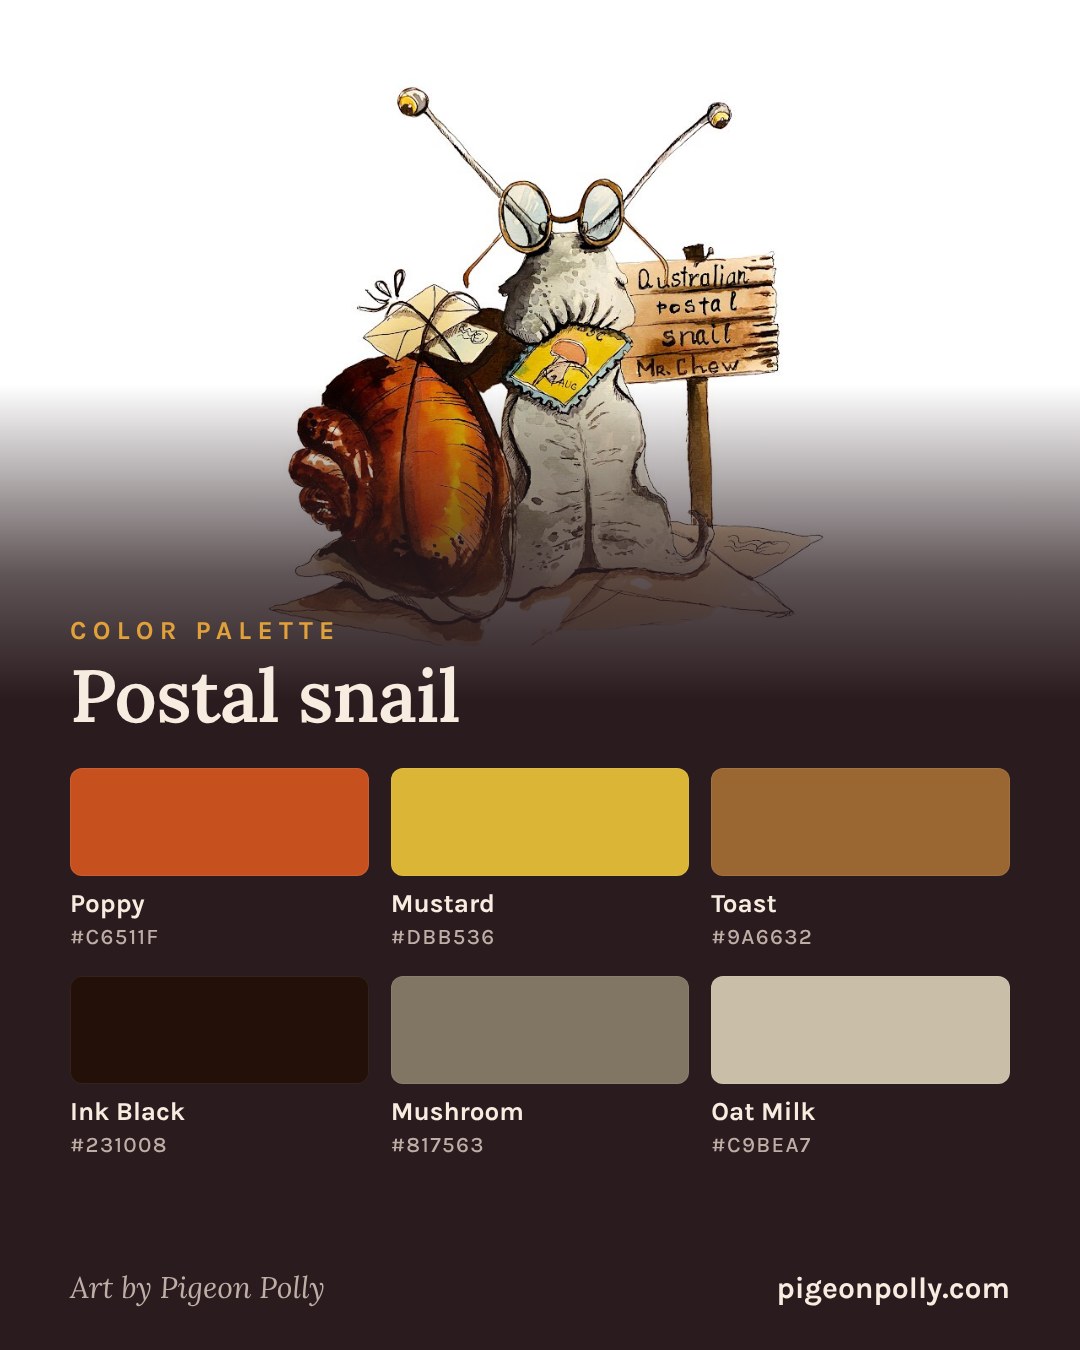 Australian
postal
snail
Mr. Chew
AUG
COLOR PALETTE
Postal snail
Poppy
#C6511F
Mustard
#DBB536
Toast
#9A6632
Ink Black
#231008
Mushroom
#817563
Oat Milk
#C9BEA7
Art by Pigeon Polly
pigeonpolly.com